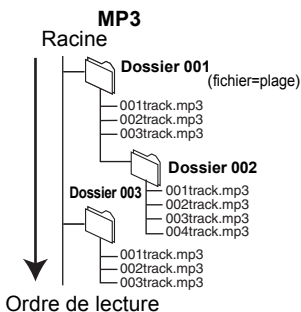 MP3
Racine
Dossier 001
(fichier=plage)
001track.mp3
002track.mp3
003track.mp3
Dossier 002
001track.mp3
002track.mp3
003track.mp3
004track.mp3
Dossier 003
001track.mp3
002track.mp3
003track.mp3
Ordre de lecture